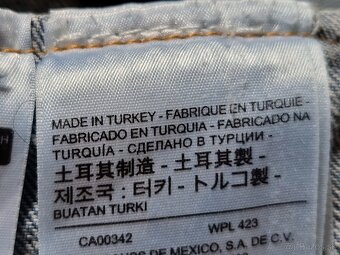 MADE IN TURKEY - FABRIQUE EN TURQUIE -
FABRICADO EN TURQUIA - FABRICADO NA
TURQUÍA - СДЕЛАНО В ТУРЦИИ -
土耳其制造 - 土耳其製 -
제조국 : 터키 - トルコ製 -
BUATAN TURKI
CA00342 WPL 423
DE MEXICO, S.A. DE C.V.